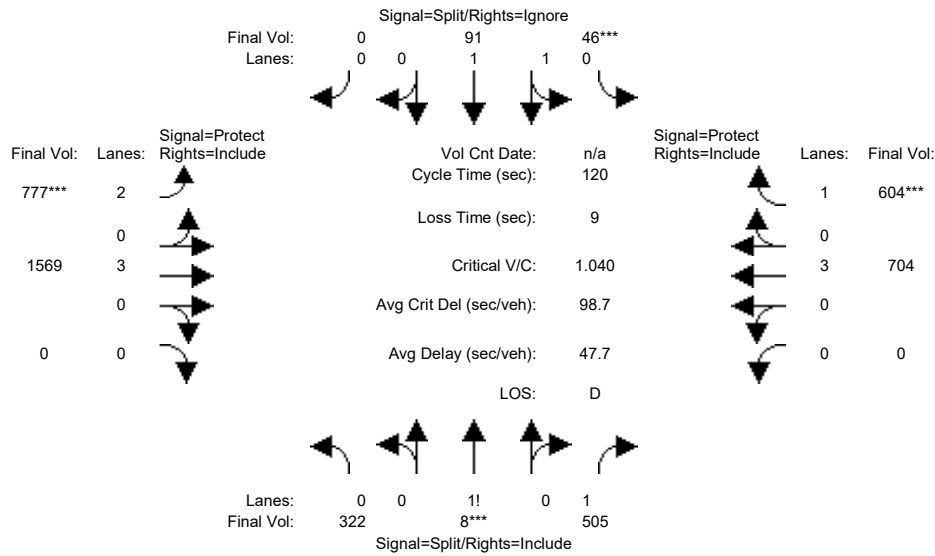 Signal=Split/Rights=Ignore
Final Vol: 0 91 46***
Lanes: 0 0 1 1 0
Signal=Protect
Final Vol: Lanes: Rights=Include
Vol Cnt Date: n/a
Signal=Protect
Rights=Include Lanes: Final Vol:
Cycle Time (sec): 120
777*** 2
1 604***
Loss Time (sec): 9
0
0
1569 3
Critical V/C: 1.040
3 704
0
Avg Crit Del (sec/veh): 98.7
0
0 0
Avg Delay (sec/veh): 47.7
0 0
LOS: D
Lanes: 0 0 1! 0 1
Final Vol: 322 8*** 505
Signal=Split/Rights=Include